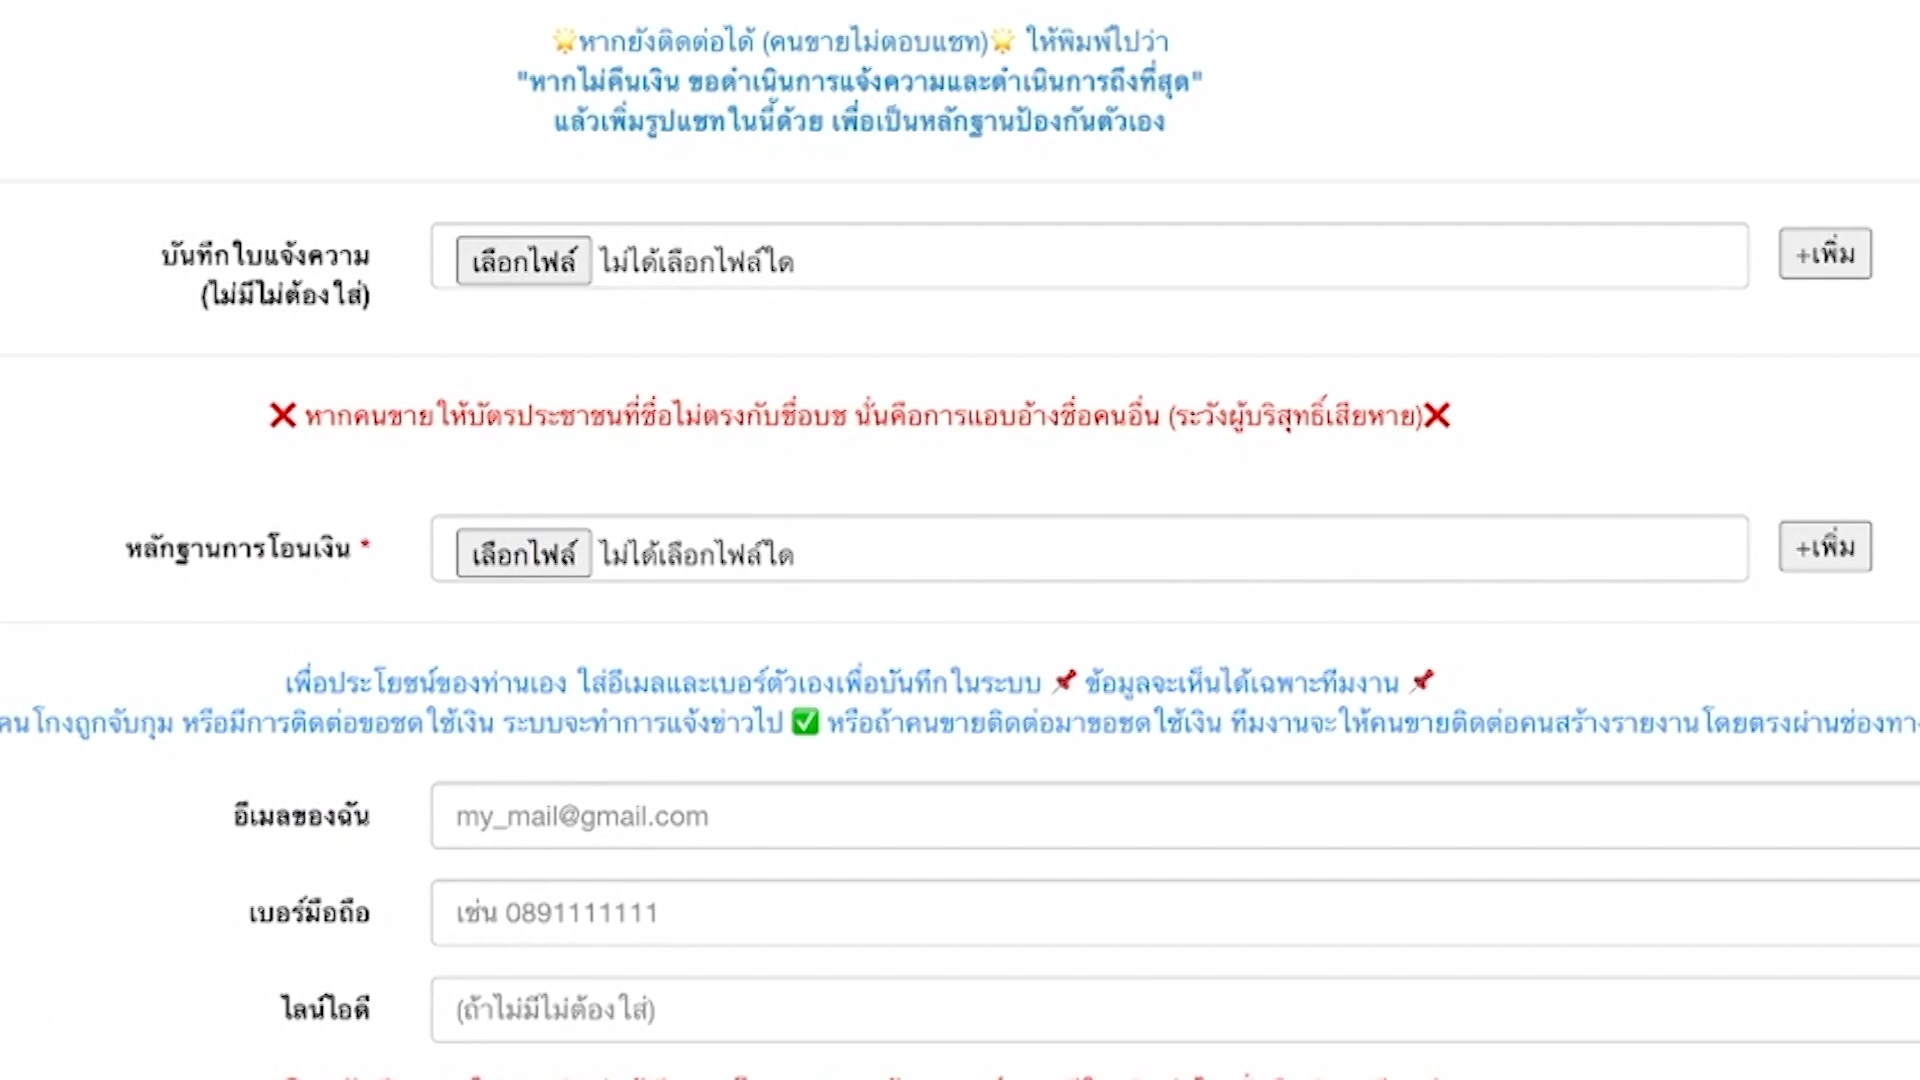 🌟หากยังติดต่อได้ (คนขายไม่ตอบแชท)🌟 ให้พิมพ์ไปว่า
"หากไม่คืนเงิน ขอดำเนินการแจ้งความและดำเนินการถึงที่สุด"
แล้วเพิ่มรูปแชทในนี้ด้วย เพื่อเป็นหลักฐานป้องกันตัวเอง
บันทึกใบแจ้งความ
(ไม่มีไม่ต้องใส่)
เลือกไฟล์ ไม่ได้เลือกไฟล์ใด
+เพิ่ม
❌ หากคนขายให้บัตรประชาชนที่ชื่อไม่ตรงกับชื่อบช นั่นคือการแอบอ้างชื่อคนอื่น (ระวังผู้บริสุทธิ์เสียหาย)❌
หลักฐานการโอนเงิน *
เลือกไฟล์ ไม่ได้เลือกไฟล์ใด
+เพิ่ม
เพื่อประโยชน์ของท่านเอง ใส่อีเมลและเบอร์ตัวเองเพื่อบันทึกในระบบ 📌 ข้อมูลจะเห็นได้เฉพาะทีมงาน 📌
คนโกงถูกจับกุม หรือมีการติดต่อขอชดใช้เงิน ระบบจะทำการแจ้งข่าวไป ✅ หรือถ้าคนขายติดต่อมาขอชดใช้เงิน ทีมงานจะให้คนขายติดต่อคนสร้างรายงานโดยตรงผ่านช่องทาง
อีเมลของฉัน
my_mail@gmail.com
เบอร์มือถือ
เช่น 0891111111
ไลน์ไอดี
(ถ้าไม่มีไม่ต้องใส่)